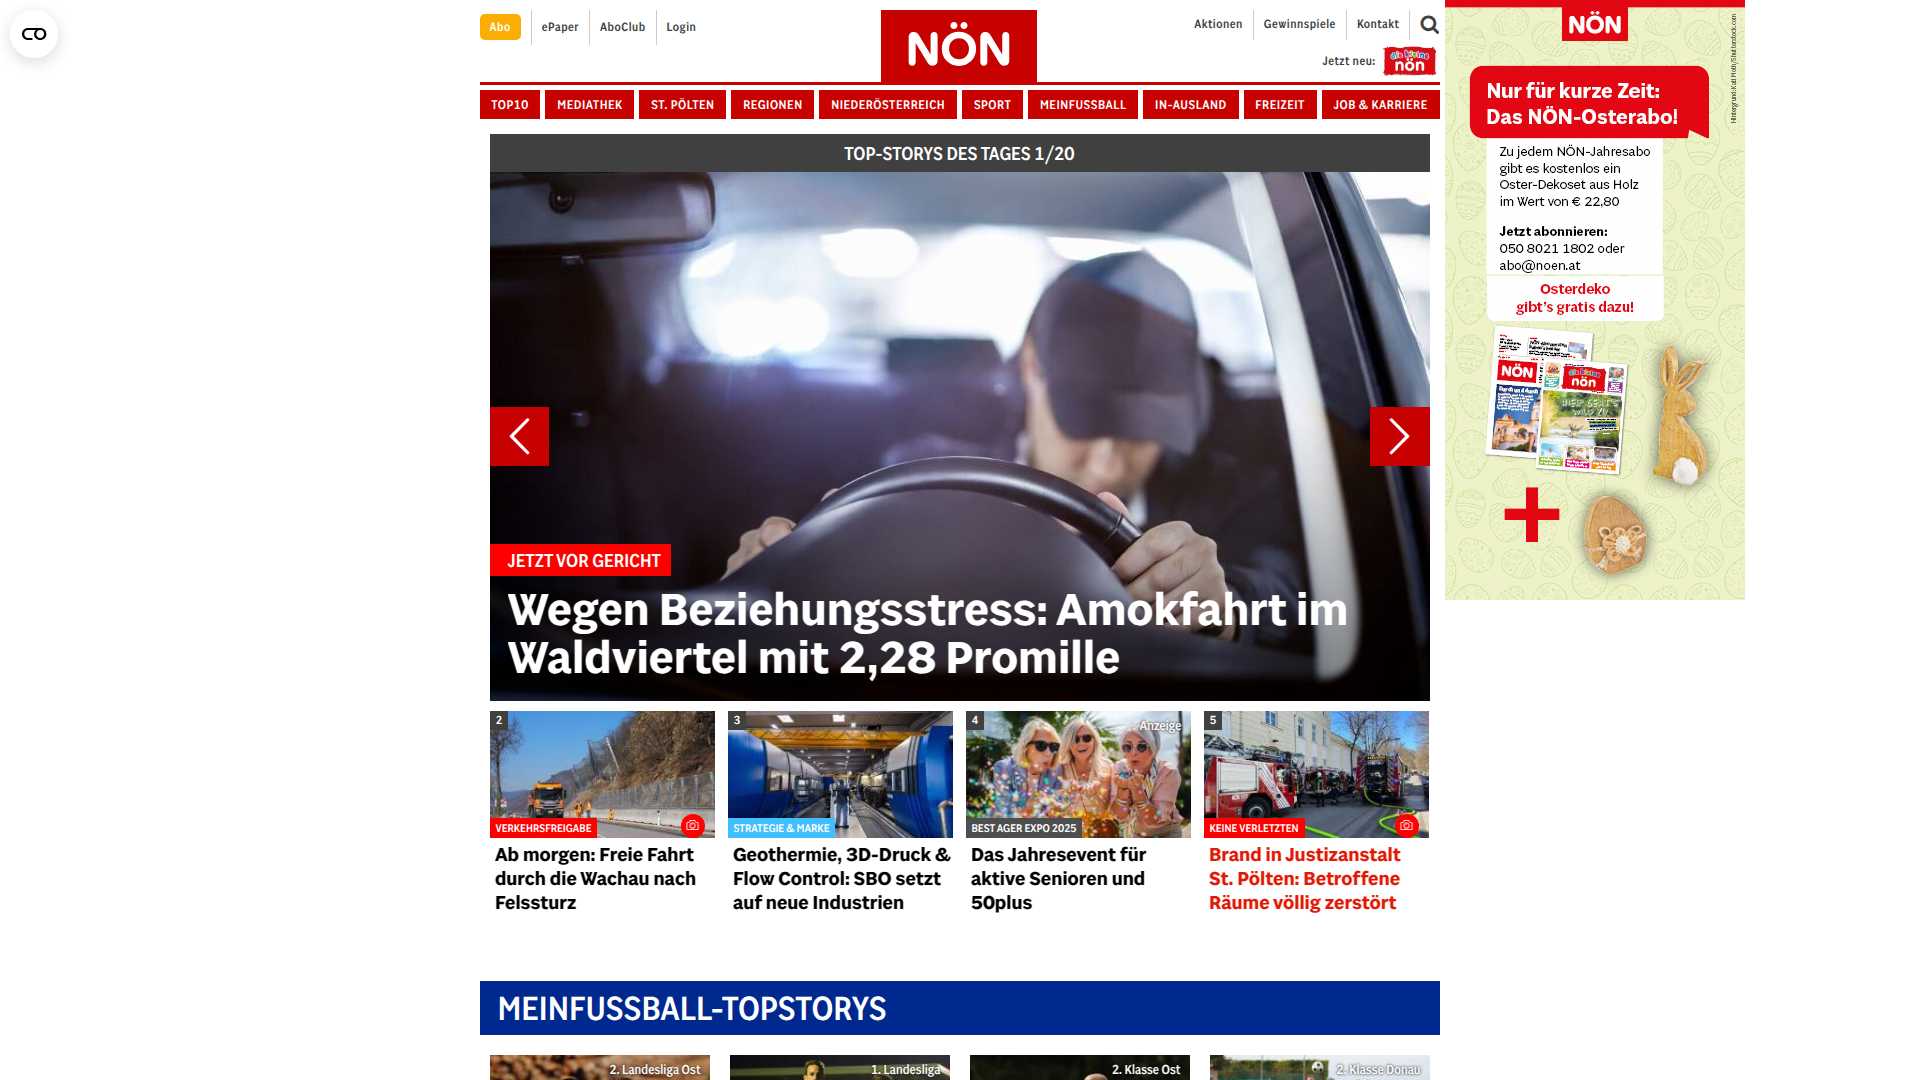 Abo
ePaper
AboClub
Login
NÖN
Aktionen
Gewinnspiele
Kontakt
Jetzt neu:
die kleine
nön
TOP10
MEDIATHEK
ST. PÖLTEN
REGIONEN
NIEDERÖSTERREICH
SPORT
MEINFUSSBALL
IN-AUSLAND
FREIZEIT
JOB & KARRIERE
TOP-STORYS DES TAGES 1/20
JETZT VOR GERICHT
Wegen Beziehungsstress: Amokfahrt im
Waldviertel mit 2,28 Promille
2
VERKEHRSFREIGABE
Ab morgen: Freie Fahrt
durch die Wachau nach
Felssturz
3
STRATEGIE & MARKE
Geothermie, 3D-Druck &
Flow Control: SBO setzt
auf neue Industrien
4
Anzeige
BEST AGER EXPO 2025
Das Jahresevent für
aktive Senioren und
50plus
5
KEINE VERLETZTEN
Brand in Justizanstalt
St. Pölten: Betroffene
Räume völlig zerstört
MEINFUSSBALL-TOPSTORYS
2. Landesliga Ost
1. Landesliga
2. Klasse Ost
2. Klasse Donau
NÖN
Nur für kurze Zeit:
Das NÖN-Osterabo!
Zu jedem NÖN-Jahresabo
gibt es kostenlos ein
Oster-Dekoset aus Holz
im Wert von € 22,80
Jetzt abonnieren:
050 8021 1802 oder
abo@noen.at
Osterdeko
gibt's gratis dazu!
NÖN
die kleine
nön